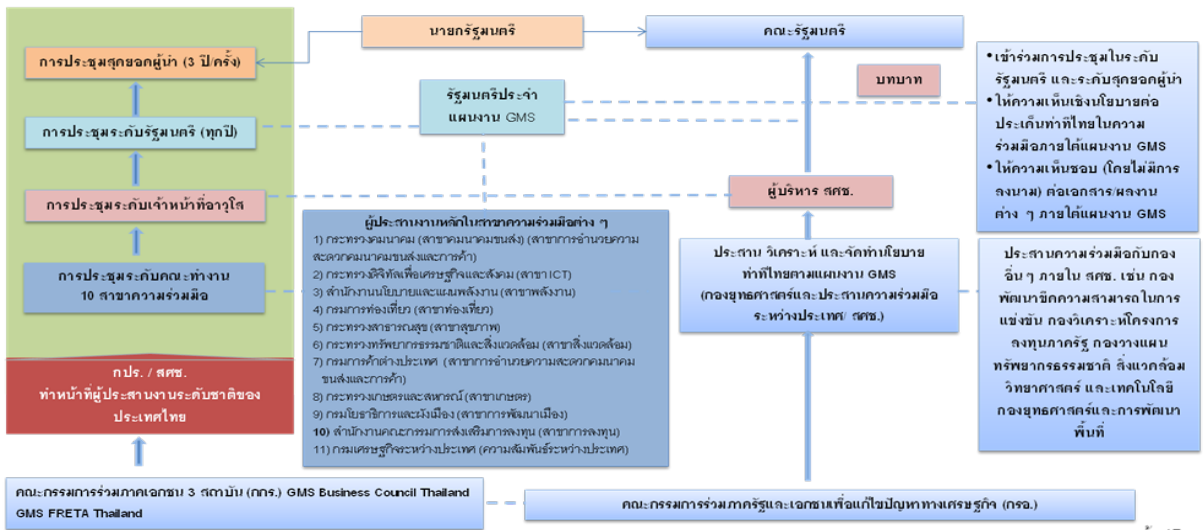 นายกรัฐมนตรี
คณะรัฐมนตรี
การประชุมสุดยอดผู้นำ (3 ปี/ครั้ง)
รัฐมนตรีประจำ
แผนงาน GMS
บทบาท
•เข้าร่วมการประชุมในระดับ
รัฐมนตรี และระดับสุดยอดผู้นำ
•ให้ความเห็นเชิงนโยบายต่อ
ประเด็นท่าทีไทยในความ
ร่วมมือภายใต้แผนงาน GMS
•ให้ความเห็นชอบ (โดยไม่มีการ
ลงนาม) ต่อเอกสาร/ผลงาน
ต่าง ๆ ภายใต้แผนงาน GMS
การประชุมระดับรัฐมนตรี (ทุกปี)
การประชุมระดับเจ้าหน้าที่อาวุโส
ผู้บริหาร สศช.
การประชุมระดับคณะทำงาน
10 สาขาความร่วมมือ
ผู้ประสานงานหลักในสาขาความร่วมมือต่าง ๆ
1) กระทรวงคมนาคม (สาขาคมนาคมขนส่ง) (สาขาการอำนวยความ
สะดวกคมนาคมขนส่งและการค้า)
2) กระทรวงดิจิทัลเพื่อเศรษฐกิจและสังคม (สาขา ICT)
3) สำนักงานนโยบายและแผนพลังงาน (สาขาพลังงาน)
4) กรมการท่องเที่ยว (สาขาท่องเที่ยว)
5) กระทรวงสาธารณสุข (สาขาสุขภาพ)
6) กระทรวงทรัพยากรธรรมชาติและสิ่งแวดล้อม (สาขาสิ่งแวดล้อม)
7) กรมการค้าต่างประเทศ (สาขาการอำนวยความสะดวกคมนาคม
ขนส่งและการค้า)
8) กระทรวงเกษตรและสหกรณ์ (สาขาเกษตร)
9) กรมโยธาธิการและผังเมือง (สาขาการพัฒนาเมือง)
10) สำนักงานคณะกรรมการส่งเสริมการลงทุน (สาขาการลงทุน)
11) กรมเศรษฐกิจระหว่างประเทศ (ความสัมพันธ์ระหว่างประเทศ)
ประสาน วิเคราะห์ และจัดทำนโยบาย
ท่าทีไทยตามแผนงาน GMS
(กองยุทธศาสตร์และประสานความร่วมมือ
ระหว่างประเทศ/ สศช.)
ประสานความร่วมมือกับกอง
อื่น ๆ ภายใน สศช. เช่น กอง
พัฒนาขีดความสามารถในการ
แข่งขัน กองวิเคราะห์โครงการ
ลงทุนภาครัฐ กองวางแผน
ทรัพยากรธรรมชาติ สิ่งแวดล้อม
วิทยาศาสตร์ และเทคโนโลยี
กองยุทธศาสตร์และการพัฒนา
พื้นที่
กปร. / สศช.
ทำหน้าที่ผู้ประสานงานระดับชาติของ
ประเทศไทย
คณะกรรมการร่วมภาคเอกชน 3 สถาบัน (กกร.) GMS Business Council Thailand
GMS FRETA Thailand
คณะกรรมการร่วมภาครัฐและเอกชนเพื่อแก้ไขปัญหาทางเศรษฐกิจ (กรอ.)